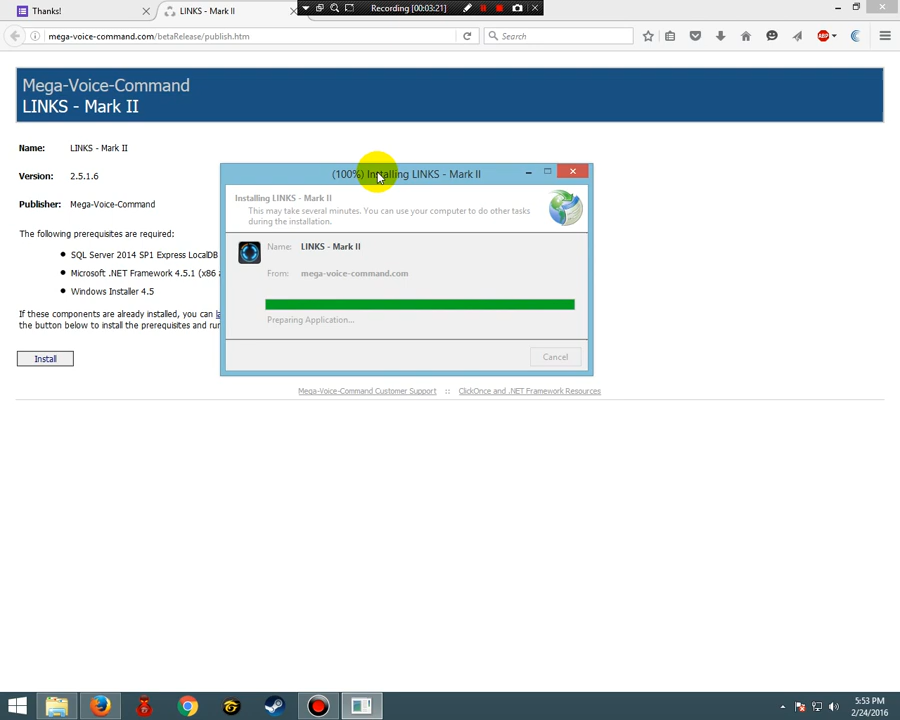 Thanks!
LINKS - Mark II
Recording [00:03:21]
mega-voice-command.com/betaRelease/publish.htm
Search
ABP
Mega-Voice-Command
LINKS - Mark II
Name: LINKS - Mark II
Version: 2.5.1.6
Publisher: Mega-Voice-Command
The following prerequisites are required:
SQL Server 2014 SP1 Express LocalDB
Microsoft .NET Framework 4.5.1 (x86
Windows Installer 4.5
If these components are already installed, you can
the button below to install the prerequisites and
Install
(100%) Installing LINKS - Mark II
Installing LINKS - Mark II
This may take several minutes. You can use your computer to do other tasks
during the installation.
Name: LINKS - Mark II
From: mega-voice-command.com
Preparing Application...
Cancel
Mega-Voice-Command Customer Support :: ClickOnce and .NET Framework Resources
5:53 PM
2/24/2016